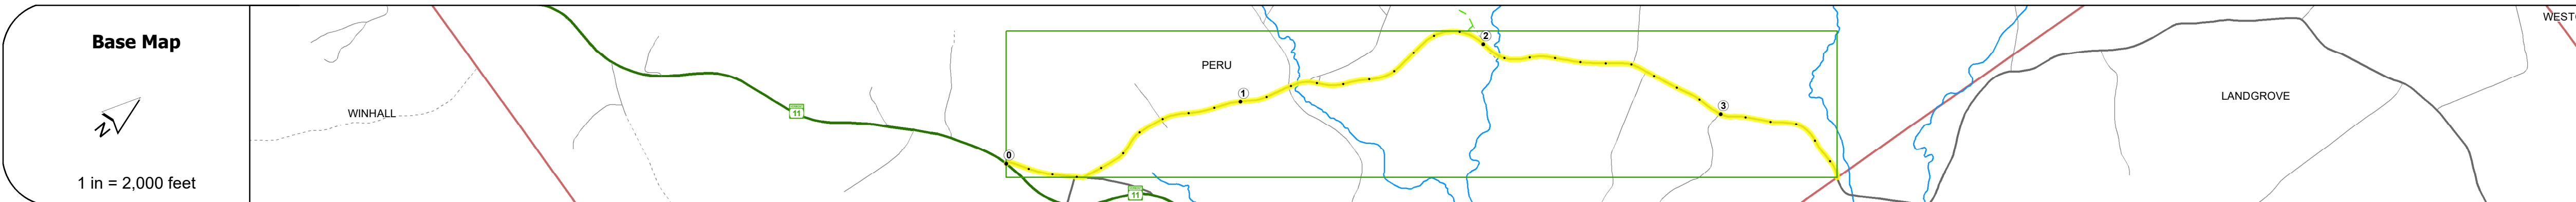 Base Map
N
1 in = 2,000 feet
WINHALL
11
0
11
PERU
1
2
3
LANDGROVE
WEST